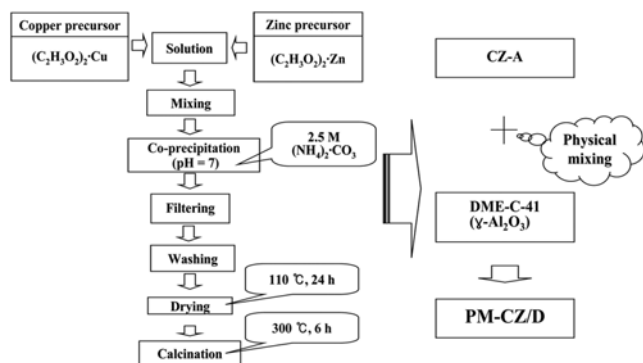 Copper precursor
(C₂H₃O₂)₂·Cu
Solution
Zinc precursor
(C₂H₃O₂)₂·Zn
Mixing
Co-precipitation
(pH = 7)
2.5 M
(NH₄)₂·CO₃
Filtering
Washing
Drying
110 ℃, 24 h
Calcination
300 ℃, 6 h
CZ-A
+
Physical
mixing
DME-C-41
(ɣ-Al₂O₃)
PM-CZ/D